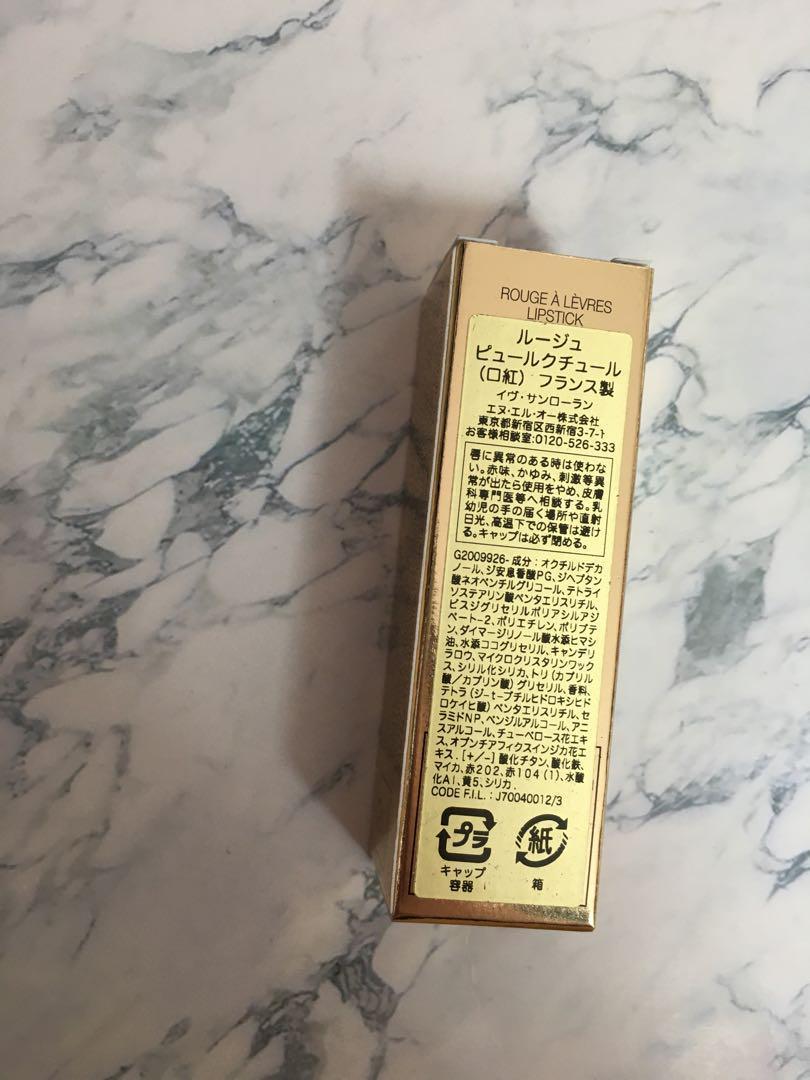 ROUGE À LÈVRES
LIPSTICK
ルージュ
ピュールクチュール
（口紅） フランス製
イヴ・サンローラン
エヌ・エル・オー株式会社
東京都新宿区西新宿3-7-1
お客様相談室:0120-526-333
唇に異常のある時は使わな
い。赤味、かゆみ、刺激等異
常が出たら使用をやめ、皮膚
科専門医等へ相談する。乳
幼児の手の届く場所や直射
日光、高温下での保管は避け
る。キャップは必ず閉める。
G2009926-成分：オクチルドデカ
ノール、ジ安息香酸PG、ジヘプタン
酸ネオペンチルグリコール、テトライ
ソステアリン酸ペンタエリスリチル、
ビスジグリセリルポリアシルアジ
ペート-2、ポリエチレン、ポリブテ
ン、ダイマージリノール酸水添ヒマシ
油、水添ココグリセリル、キャンデリ
ラロウ、マイクロクリスタリンワック
ス、シリル化シリカ、トリ（カプリル
酸／カプリン酸）グリセリル、香料、
テトラ（ジ-t-ブチルヒドロキシヒド
ロケイヒ酸）ペンタエリスリチル、セ
ラミドNP、ベンジルアルコール、アニ
スアルコール、チューベロース花エキ
ス、オプンチアフィクスインジカ花エ
キス．[+／-]酸化チタン、酸化鉄、
マイカ、赤202、赤104(1)、水酸
化Al、黄5、シリカ．
CODE F.I.L. : J70040012/3
プラ
紙
キャップ
容器
箱